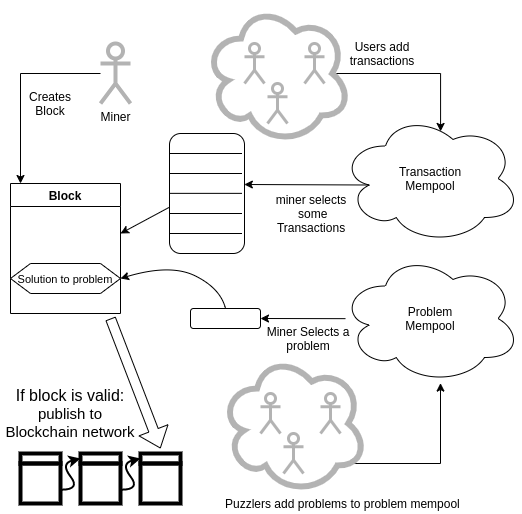 Users add
transactions
Creates
Block
Miner
Transaction
Mempool
Block
miner selects
some
Transactions
Solution to problem
Problem
Mempool
Miner Selects a
problem
If block is valid:
publish to
Blockchain network
Puzzlers add problems to problem mempool